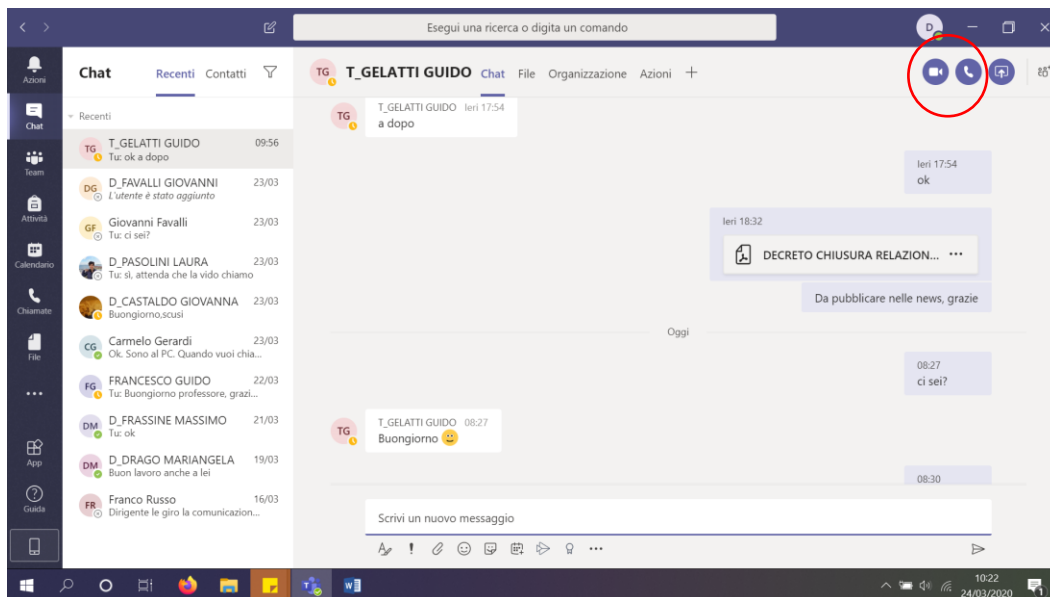 Esegui una ricerca o digita un comando
D
Azioni
Chat
Team
Attività
Calendario
Chiamate
File
App
Guida
Chat
Recenti Contatti
Recenti
TG T_GELATTI GUIDO 09:56
Tu: ok a dopo
DG D_FAVALLI GIOVANNI 23/03
L'utente è stato aggiunto
GF Giovanni Favalli 23/03
Tu: ci sei?
D_PASOLINI LAURA 23/03
Tu: sì, attenda che la vido chiamo
D_CASTALDO GIOVANNA 23/03
Buongiorno,scusi
CG Carmelo Gerardi 23/03
Ok. Sono al PC. Quando vuoi chia...
FG FRANCESCO GUIDO 22/03
Tu: Buongiorno professore, grazi...
DM D_FRASSINE MASSIMO 21/03
Tu: ok
DM D_DRAGO MARIANGELA 19/03
Buon lavoro anche a lei
FR Franco Russo 16/03
Dirigente le giro la comunicazion...
TG T_GELATTI GUIDO Chat File Organizzazione Azioni
TG T_GELATTI GUIDO Ieri 17:54
a dopo
Ieri 17:54
ok
Ieri 18:32
DECRETO CHIUSURA RELAZION...
Da pubblicare nelle news, grazie
Oggi
08:27
ci sei?
TG T_GELATTI GUIDO 08:27
Buongiorno
08:30
Scrivi un nuovo messaggio
10:22
24/03/2020